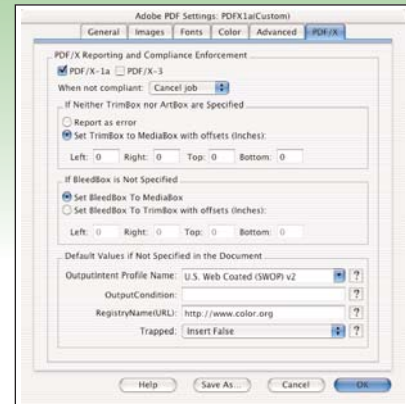 Adobe PDF Settings: PDFX1a(Custom)
General Images Fonts Color Advanced PDF/X
PDF/X Reporting and Compliance Enforcement
PDF/X-1a PDF/X-3
When not compliant: Cancel job
If Neither TrimBox nor ArtBox are Specified
Report as error
Set TrimBox to MediaBox with offsets (Inches):
Left: 0 Right: 0 Top: 0 Bottom: 0
If BleedBox is Not Specified
Set BleedBox To MediaBox
Set BleedBox To TrimBox with offsets (Inches):
Left: 0 Right: 0 Top: 0 Bottom: 0
Default Values if Not Specified in the Document
OutputIntent Profile Name: U.S. Web Coated (SWOP) v2 ?
OutputCondition: ?
RegistryName(URL): http://www.color.org ?
Trapped: Insert False ?
Help Save As... Cancel OK